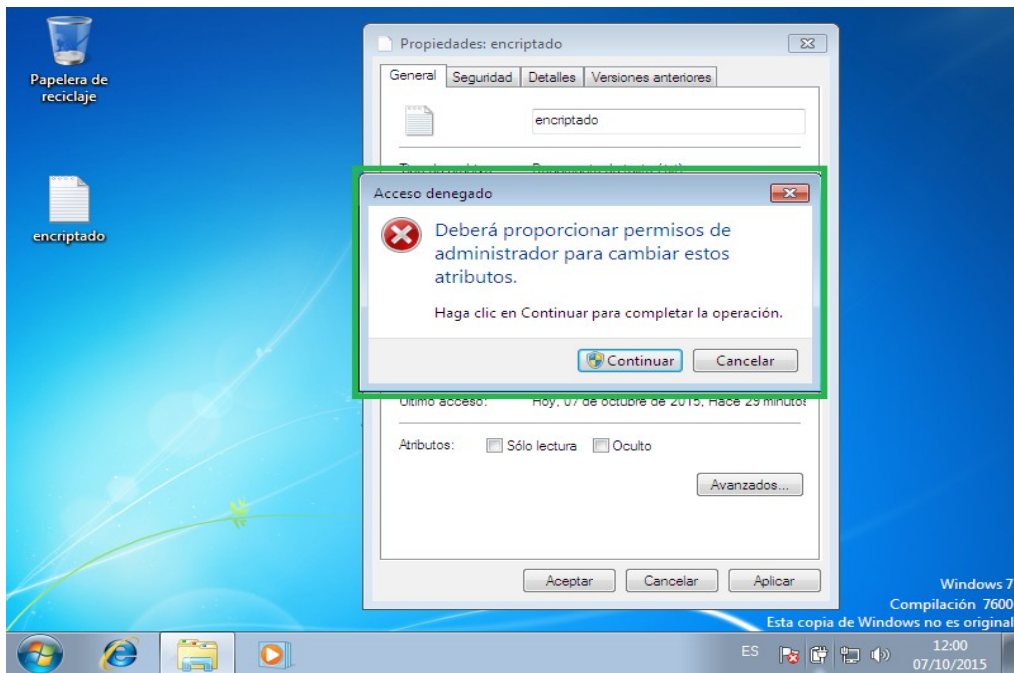 Papelera de
reciclaje
encriptado
Propiedades: encriptado
General Seguridad Detalles Versiones anteriores
encriptado
Acceso denegado
Deberá proporcionar permisos de
administrador para cambiar estos
atributos.
Haga clic en Continuar para completar la operación.
Continuar Cancelar
Último acceso: Hoy, 07 de octubre de 2015, Hace 29 minutos
Atributos: Sólo lectura Oculto
Avanzados...
Aceptar Cancelar Aplicar
Windows 7
Compilación 7600
Esta copia de Windows no es original
ES 12:00
07/10/2015